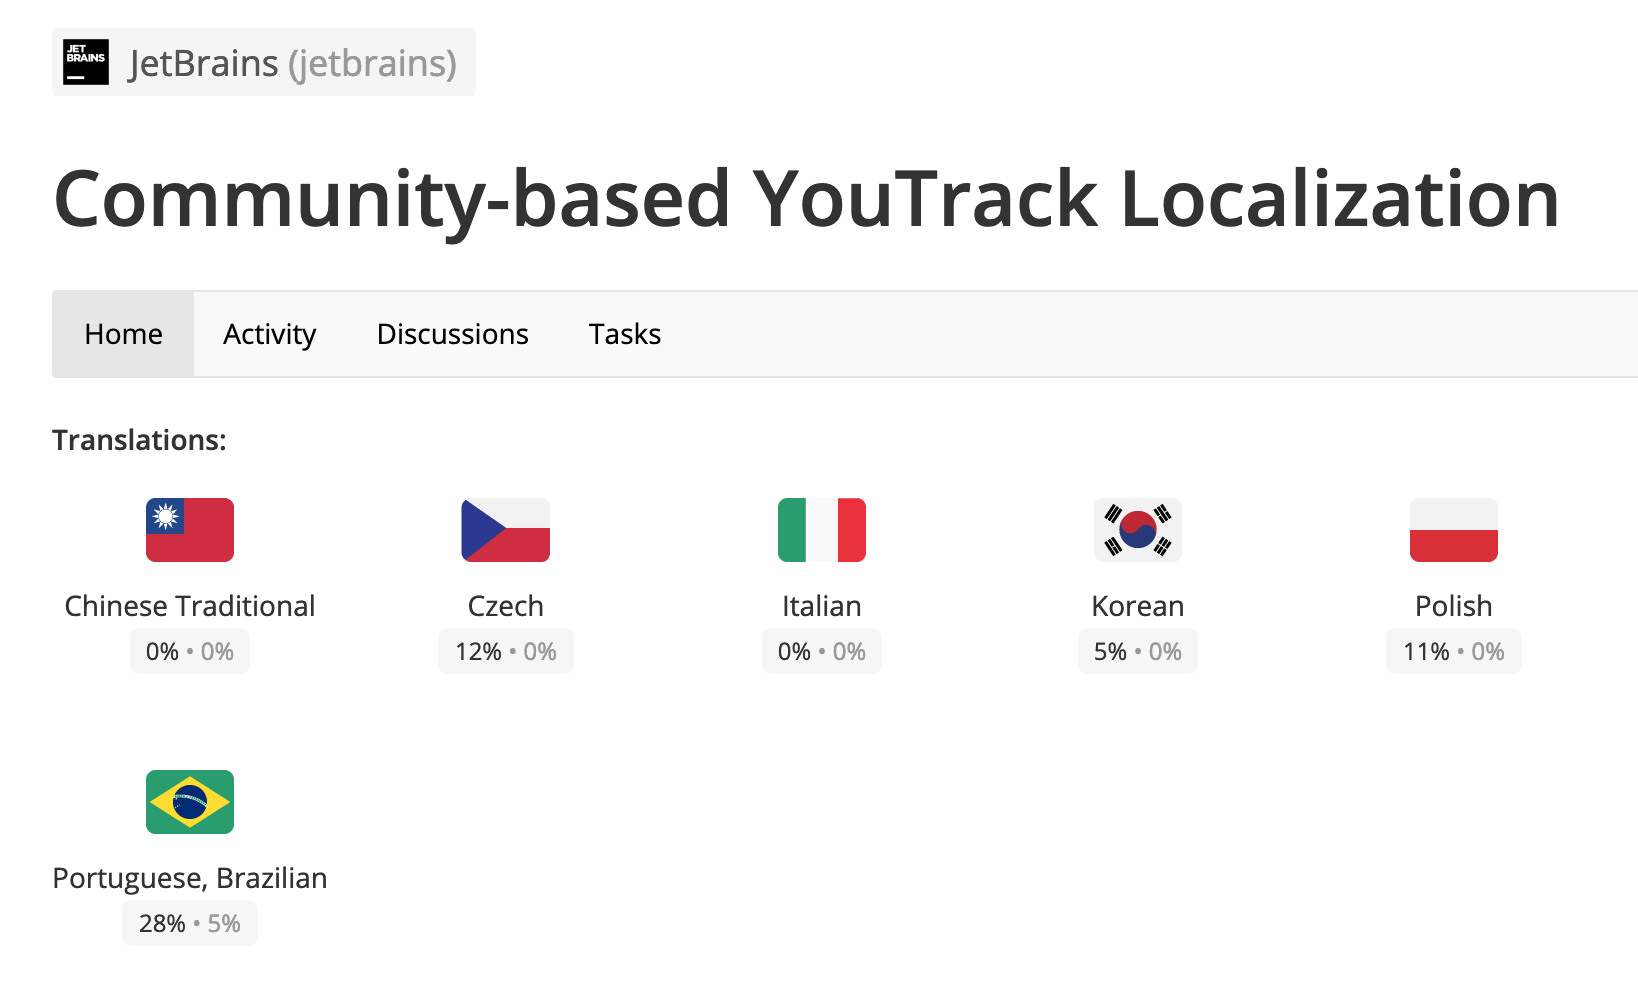 JET
BRAINS
JetBrains (jetbrains)
Community-based YouTrack Localization
Home Activity Discussions Tasks
Translations:
Chinese Traditional Czech Italian Korean Polish
0% • 0% 12% • 0% 0% • 0% 5% • 0% 11% • 0%
Portuguese, Brazilian
28% • 5%